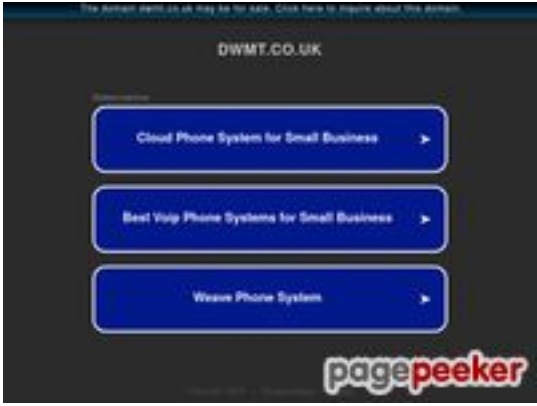 The domain dwmt.co.uk may be for sale. Click here to inquire about this domain.
DWMT.CO.UK
Cloud Phone System for Small Business
Best Voip Phone Systems for Small Business
Weave Phone System
pagepeeker